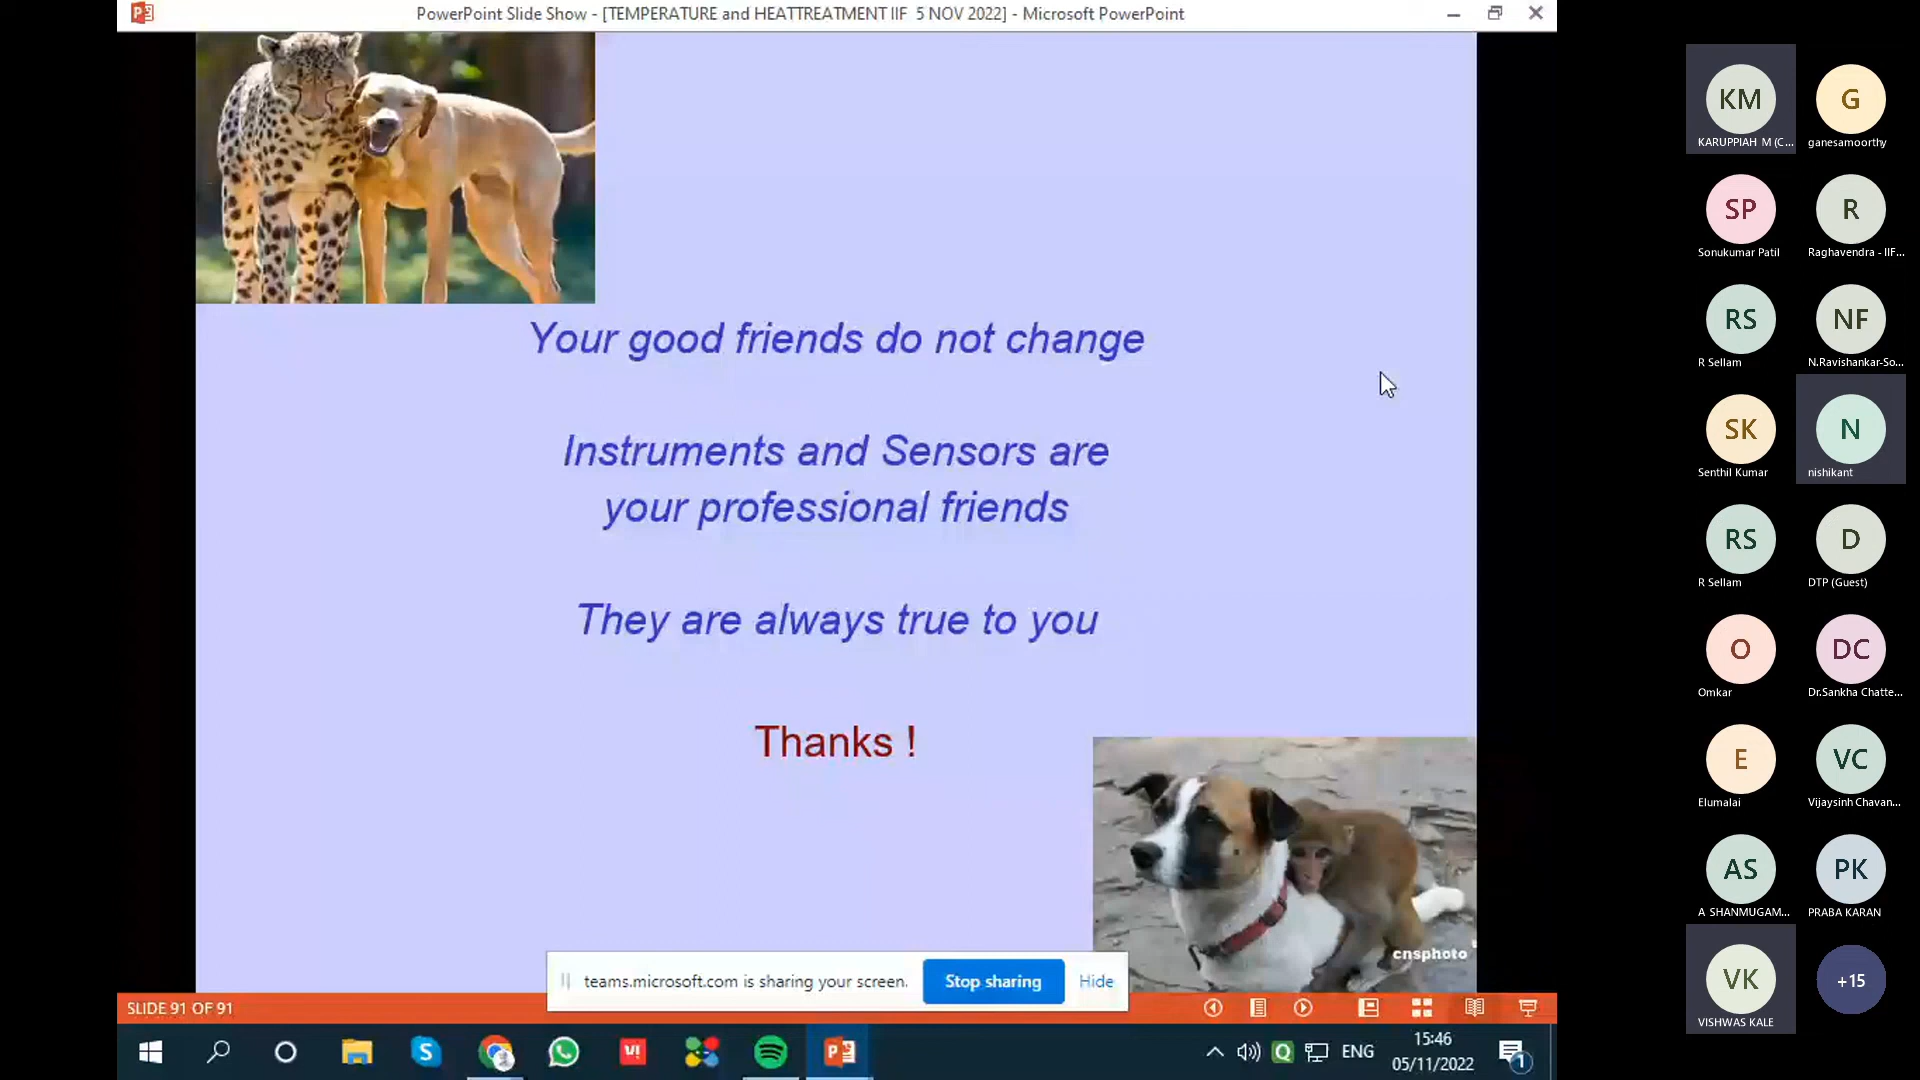 PowerPoint Slide Show - [TEMPERATURE and HEATTREATMENT IIF 5 NOV 2022] - Microsoft PowerPoint
Your good friends do not change
Instruments and Sensors are
your professional friends
They are always true to you
Thanks !
cnsphoto
teams.microsoft.com is sharing your screen.
Stop sharing
Hide
SLIDE 91 OF 91
ENG
15:46
05/11/2022
1
KM
KARUPPIAH M (C...
G
ganesamoorthy
SP
Sonukumar Patil
R
Raghavendra - IIF...
RS
R Sellam
NF
N.Ravishankar-So...
SK
Senthil Kumar
N
nishikant
RS
R Sellam
D
DTP (Guest)
O
Omkar
DC
Dr.Sankha Chatte...
E
Elumalai
VC
Vijaysinh Chavan...
AS
A SHANMUGAM...
PK
PRABA KARAN
VK
VISHWAS KALE
+15